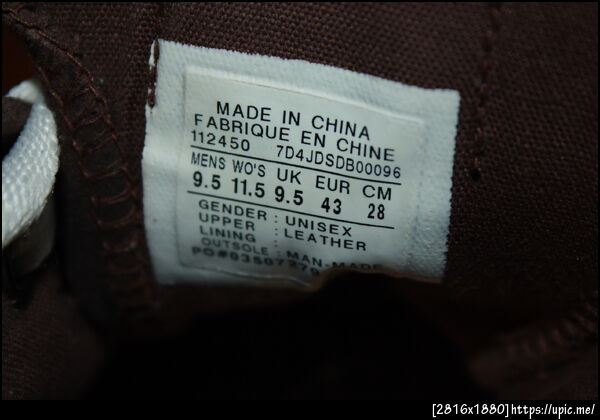 MADE IN CHINA
FABRIQUE EN CHINE
112450 7D4JDSDB00096
MENS WO'S UK EUR CM
9.5 11.5 9.5 43 28
GENDER : UNISEX
UPPER : LEATHER
LINING :
OUTSOLE : MAN-MADE
[2816x1880]https://upic.me/